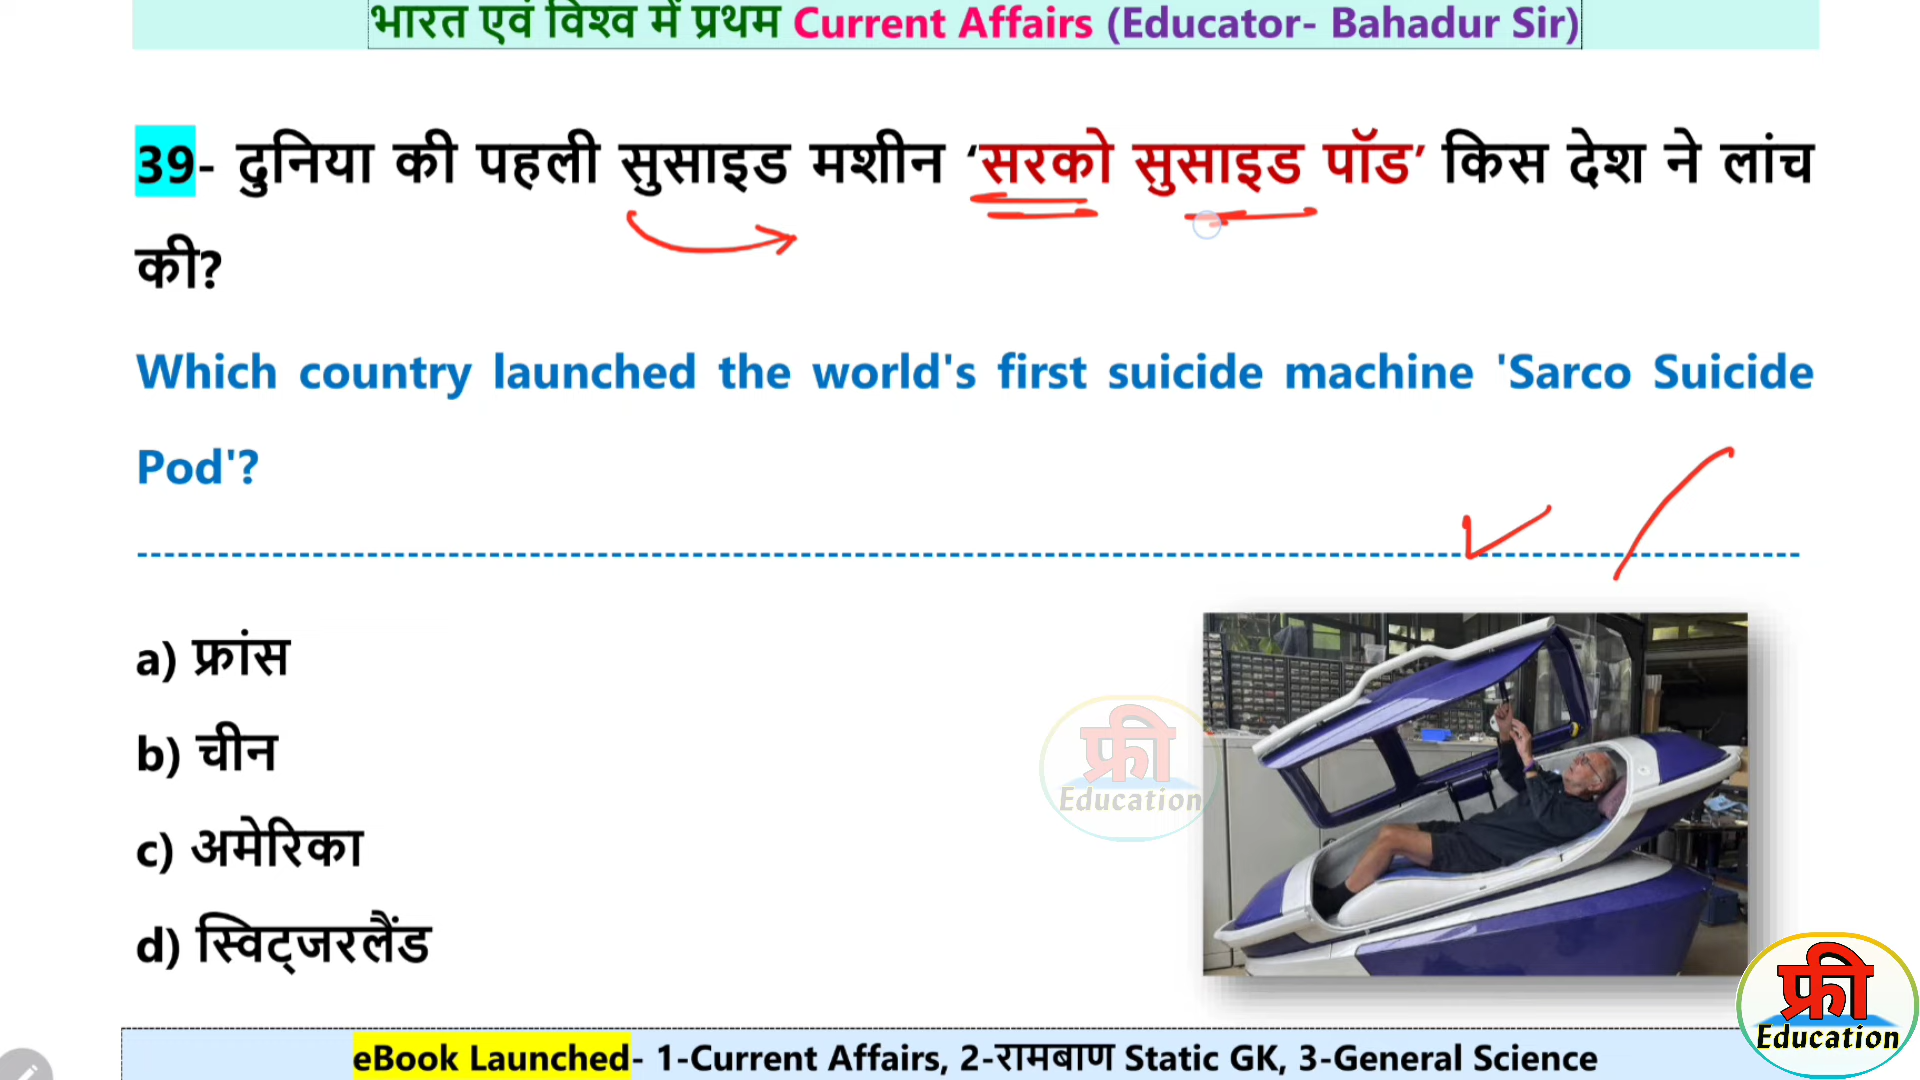 भारत एवं विश्व में प्रथम Current Affairs (Educator- Bahadur Sir)
39- दुनिया की पहली सुसाइड मशीन ‘सरको सुसाइड पॉड’ किस देश ने लांच
की?
Which country launched the world's first suicide machine 'Sarco Suicide
Pod'?
a) फ्रांस
b) चीन
c) अमेरिका
d) स्विट्जरलैंड
फ्री
Education
फ्री
Education
eBook Launched- 1-Current Affairs, 2-रामबाण Static GK, 3-General Science